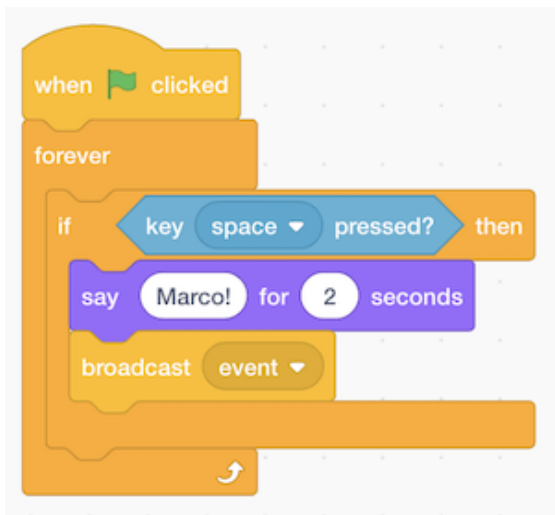 when clicked
forever
if key space pressed? then
say Marco! for 2 seconds
broadcast event